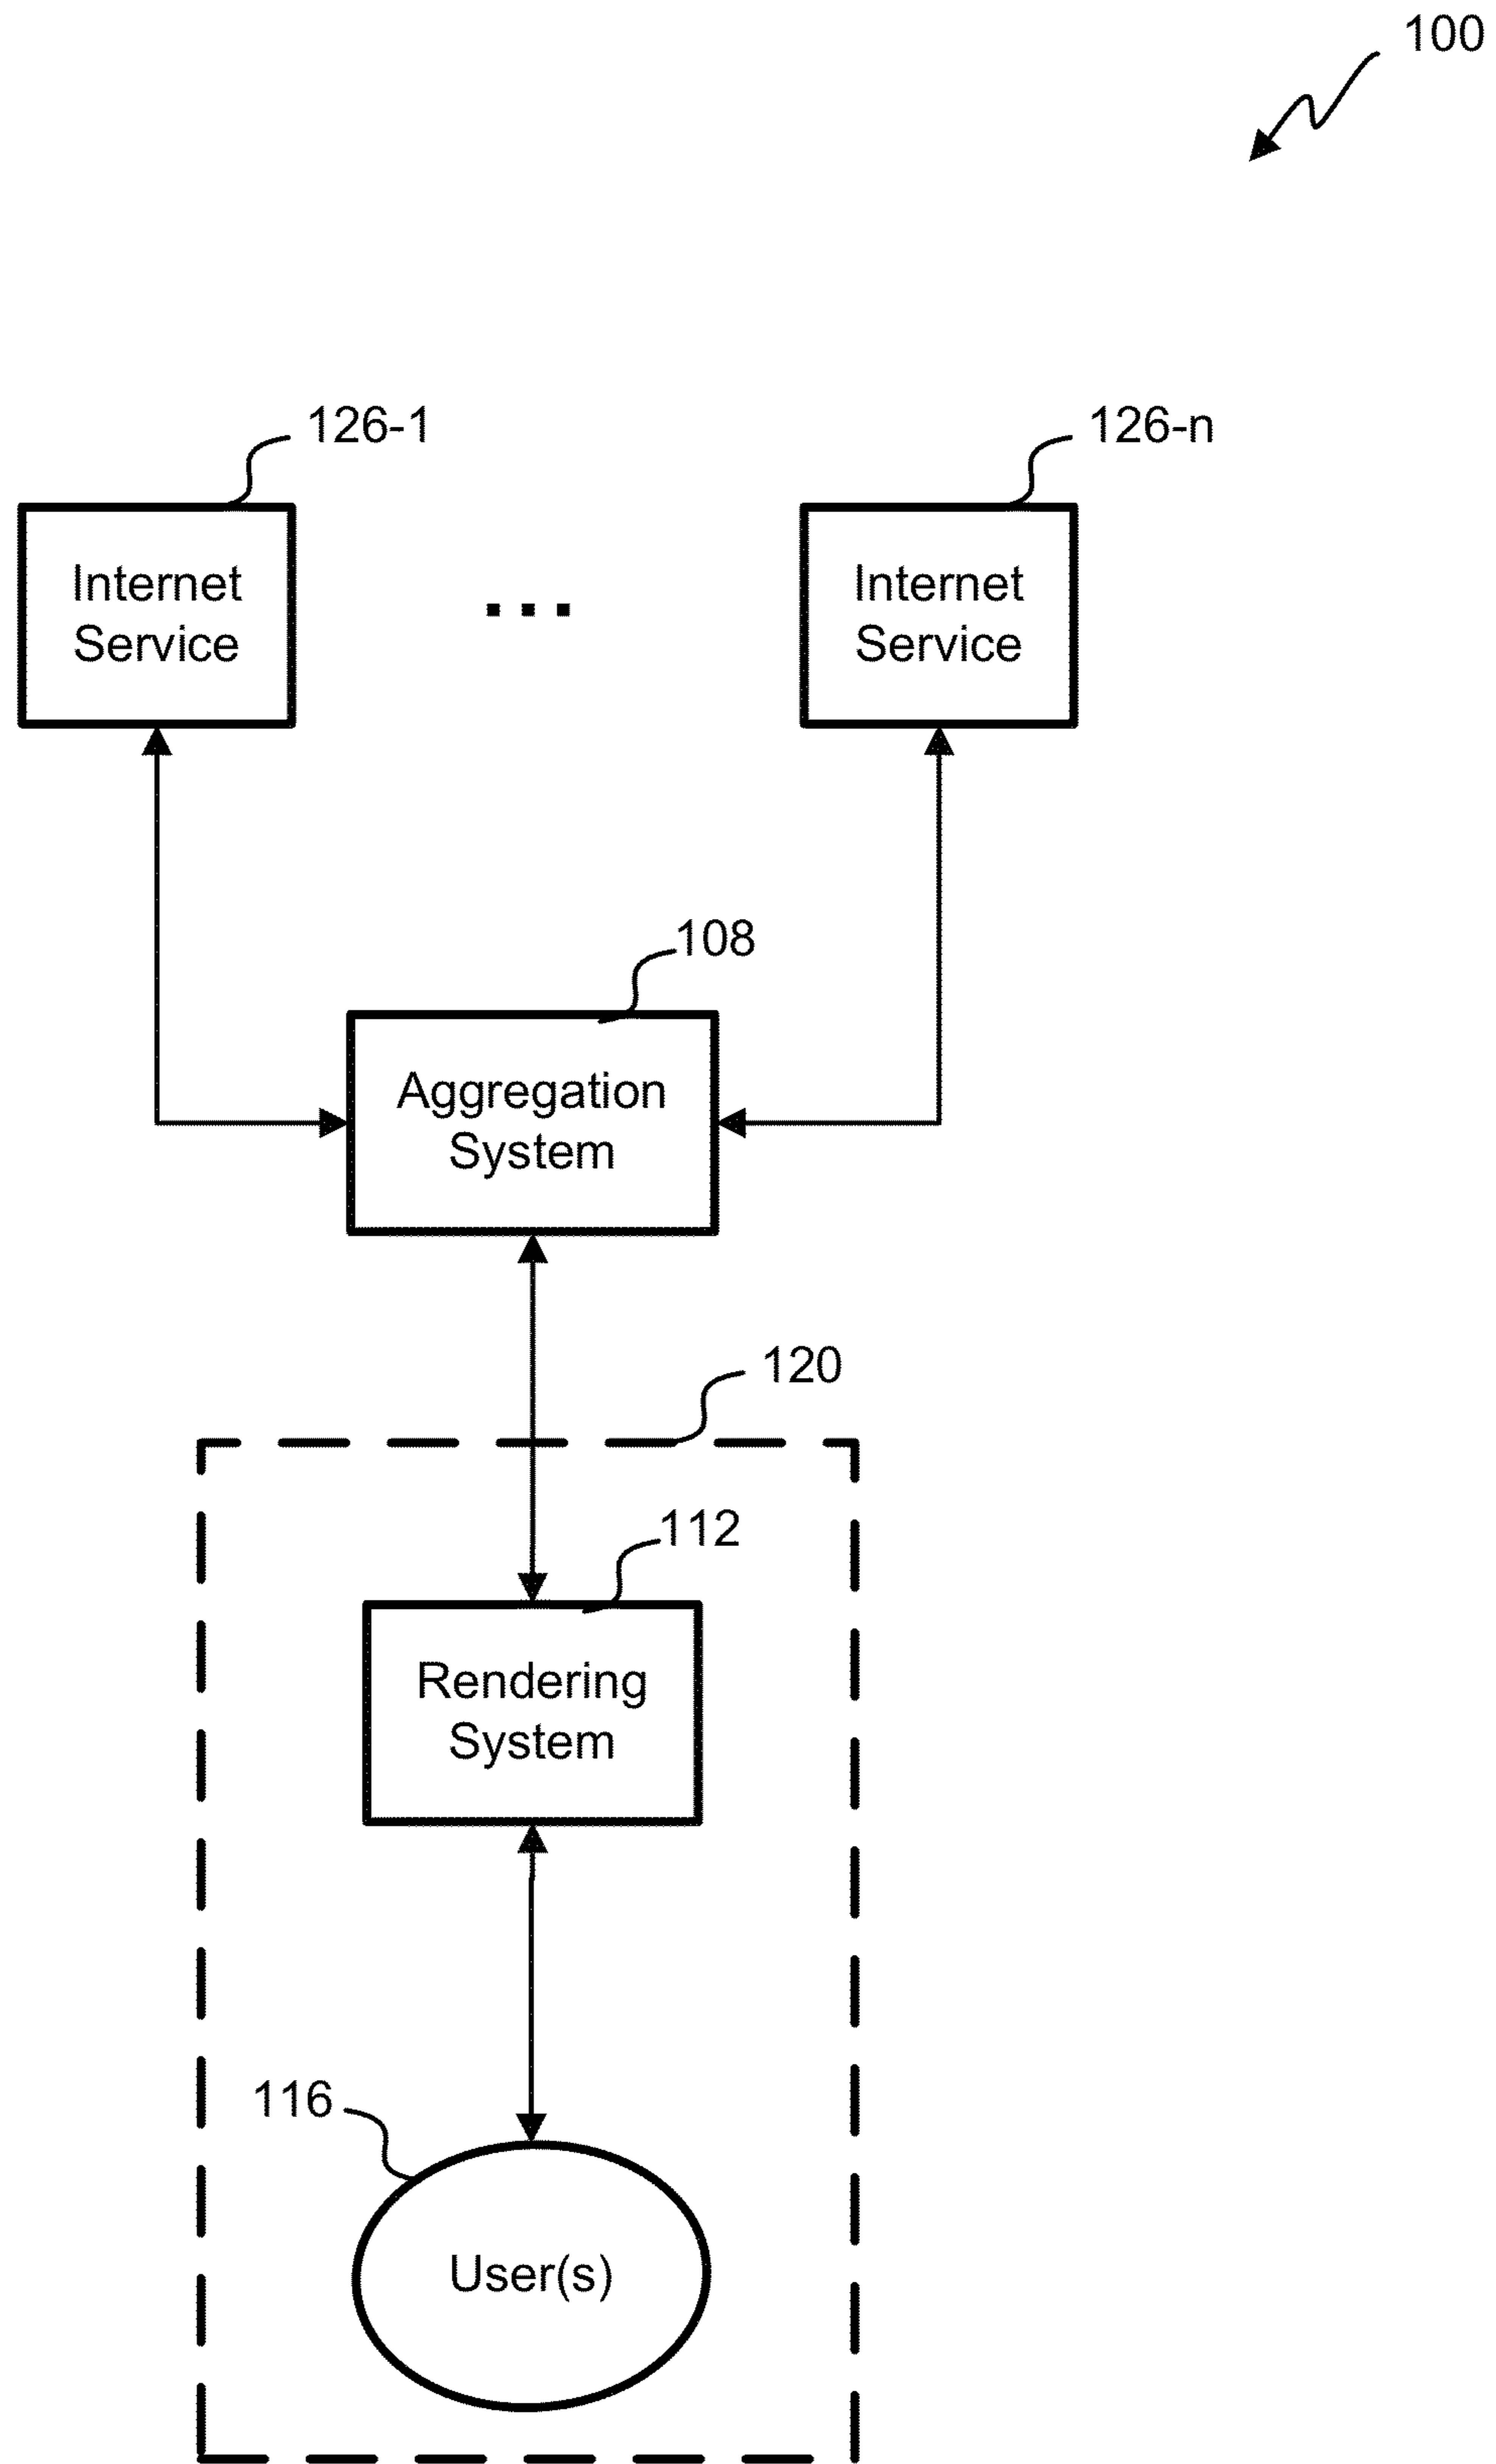 100
126-1
126-n
Internet
Service
...
Internet
Service
108
Aggregation
System
120
112
Rendering
System
116
User(s)